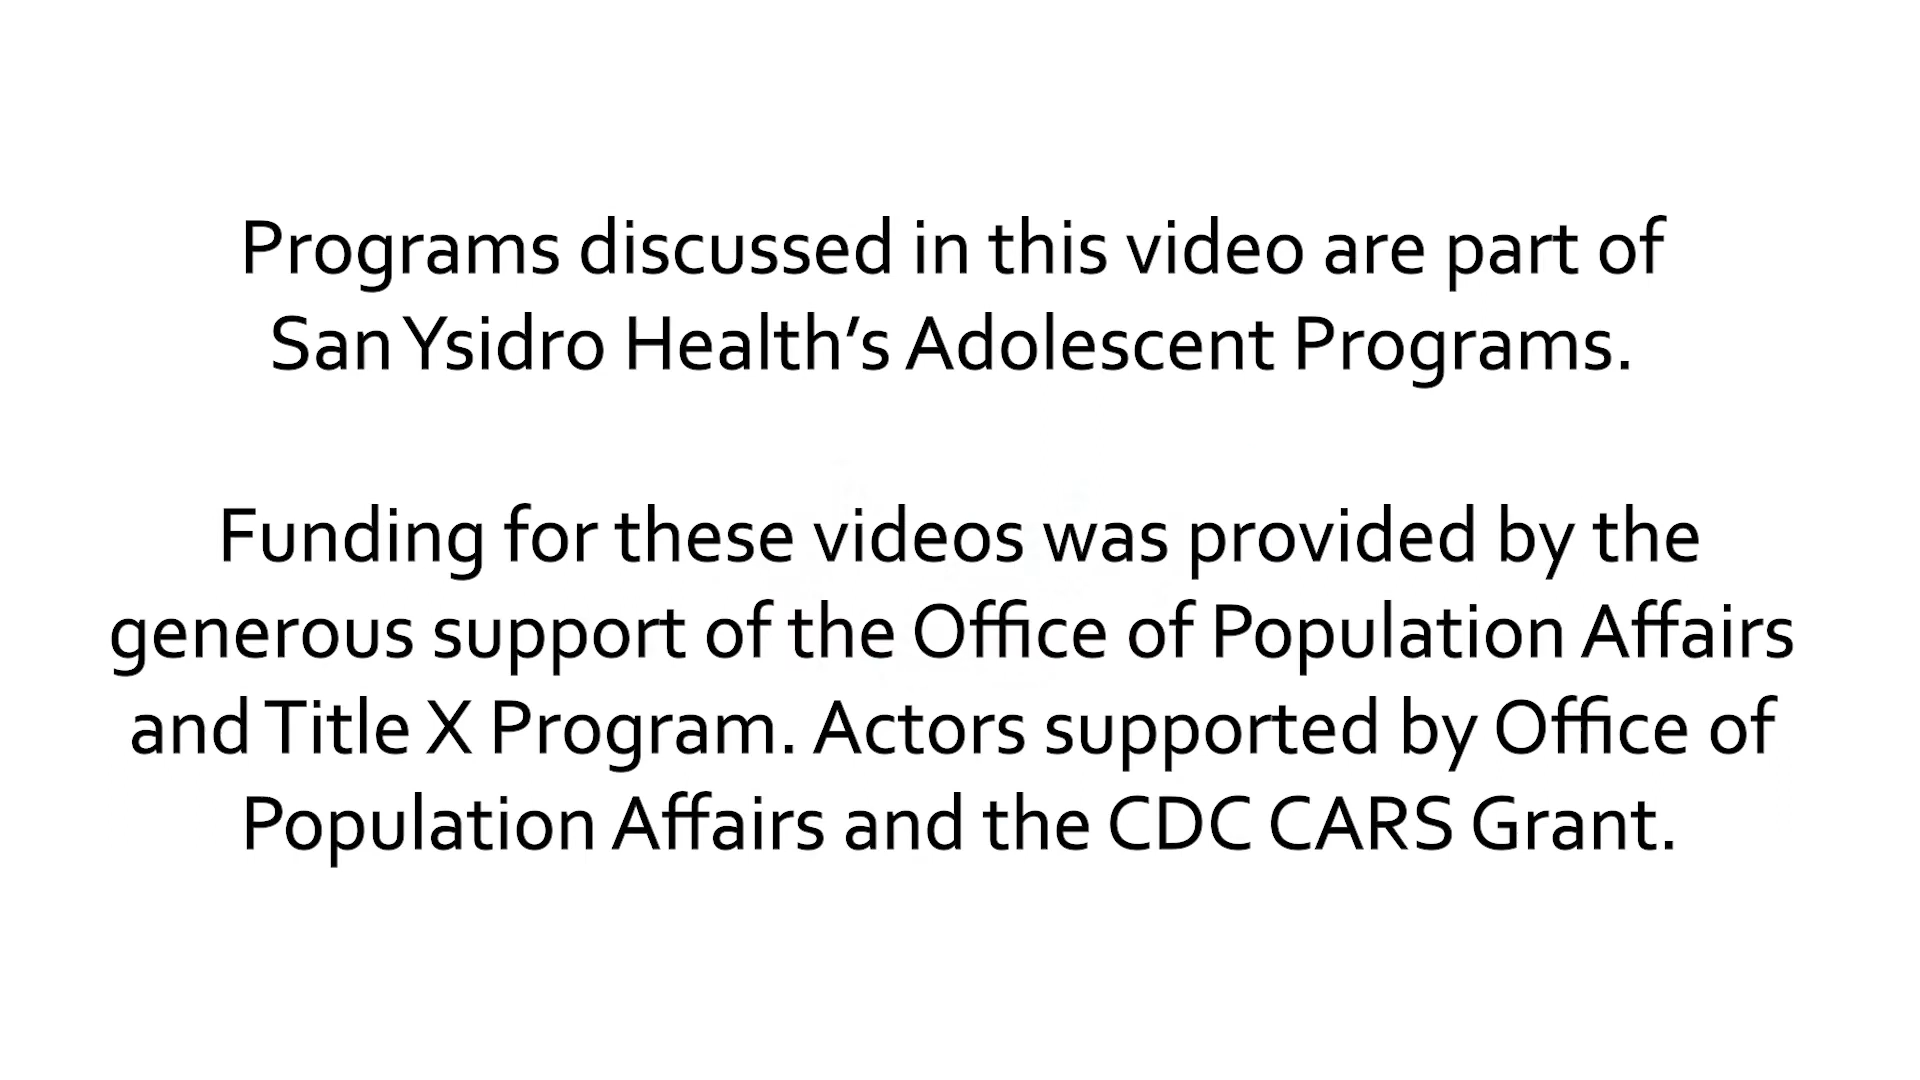 Programs discussed in this video are part of
San Ysidro Health’s Adolescent Programs.
Funding for these videos was provided by the
generous support of the Office of Population Affairs
and Title X Program. Actors supported by Office of
Population Affairs and the CDC CARS Grant.